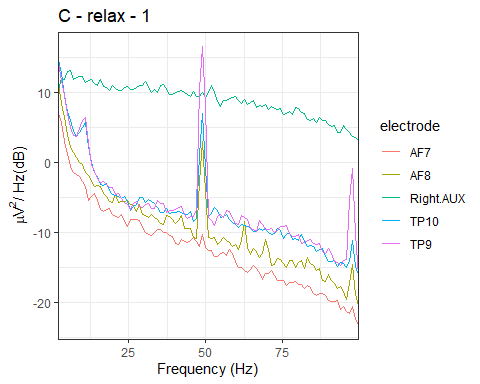 C - relax - 1
μV²/ Hz(dB)
10
0
-10
-20
25
50
75
Frequency (Hz)
electrode
AF7
AF8
Right.AUX
TP10
TP9